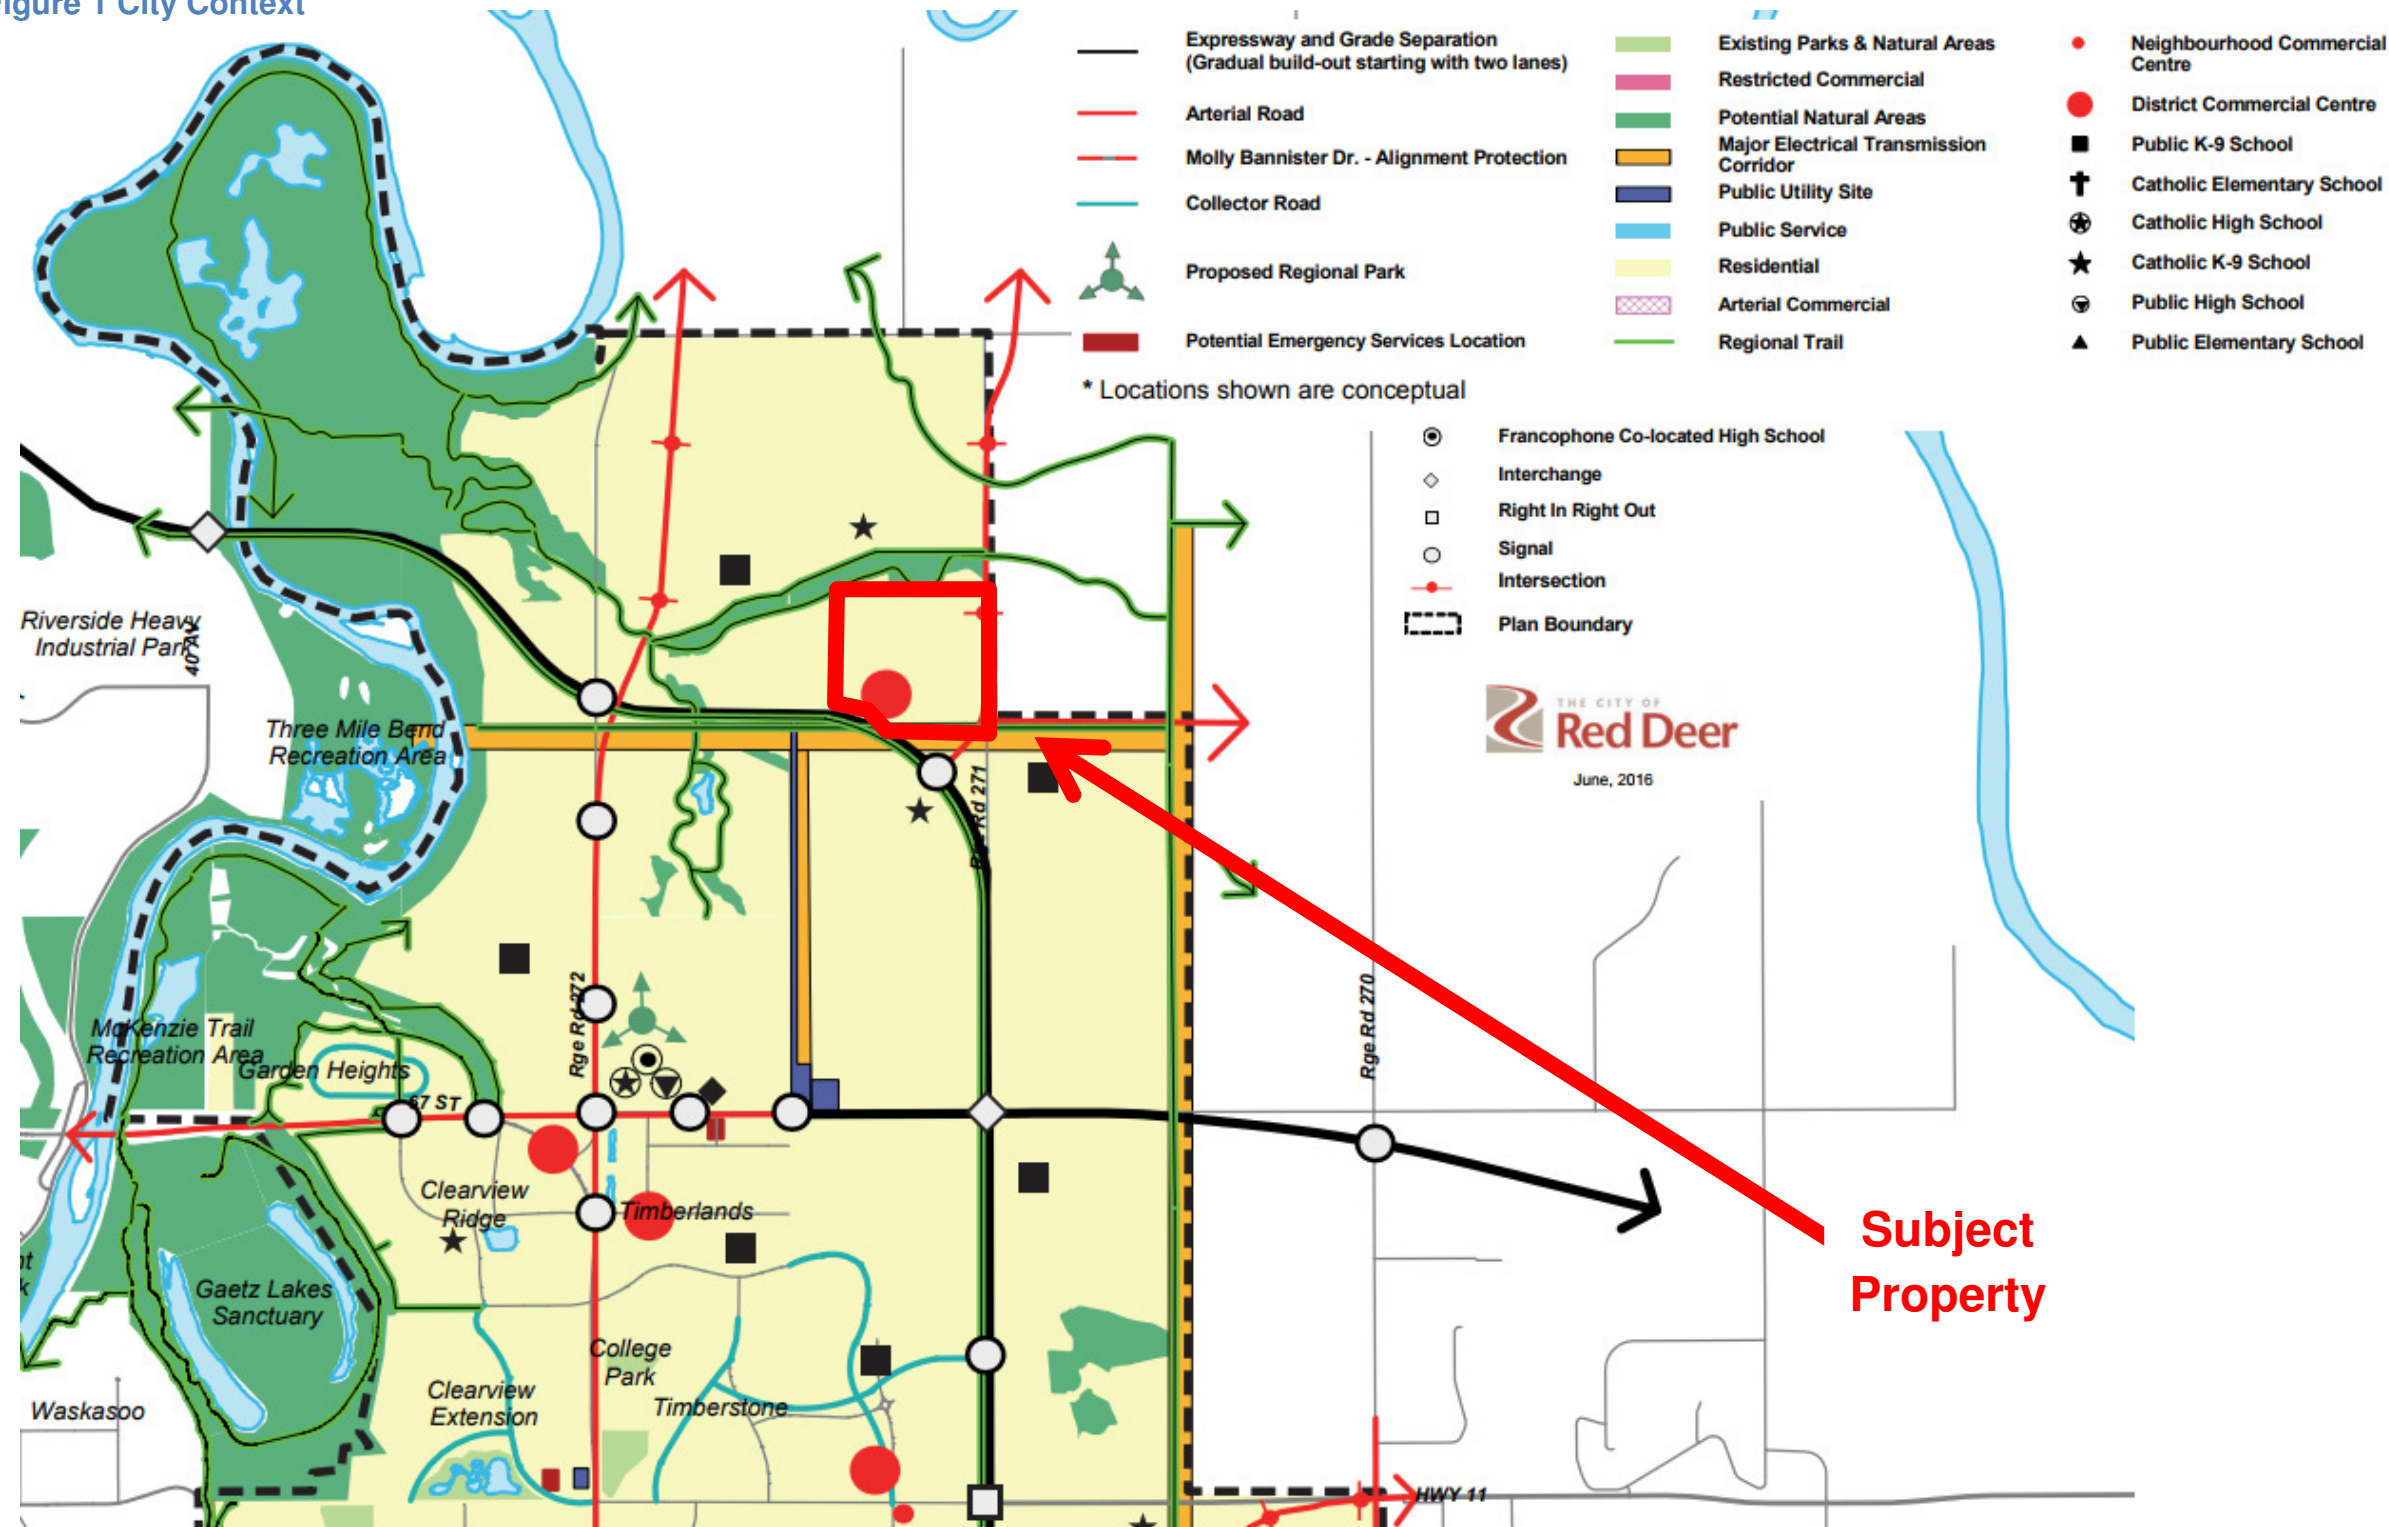 Figure 1 City Context
Expressway and Grade Separation
(Gradual build-out starting with two lanes)
Arterial Road
Molly Bannister Dr. - Alignment Protection
Collector Road
Proposed Regional Park
Potential Emergency Services Location
* Locations shown are conceptual
Existing Parks & Natural Areas
Restricted Commercial
Potential Natural Areas
Major Electrical Transmission
Corridor
Public Utility Site
Public Service
Residential
Arterial Commercial
Regional Trail
Neighbourhood Commercial
Centre
District Commercial Centre
Public K-9 School
Catholic Elementary School
Catholic High School
Catholic K-9 School
Public High School
Public Elementary School
Francophone Co-located High School
Interchange
Right In Right Out
Signal
Intersection
Plan Boundary
THE CITY OF
Red Deer
June, 2016
Riverside Heavy
Industrial Park
40 AV
Three Mile Bend
Recreation Area
Rge Rd 271
McKenzie Trail
Recreation Area
Garden Heights
67 ST
Rge Rd 272
Rge Rd 270
Clearview
Ridge
Timberlands
Gaetz Lakes
Sanctuary
College
Park
Clearview
Extension
Timberstone
Waskasoo
HWY 11
Subject
Property